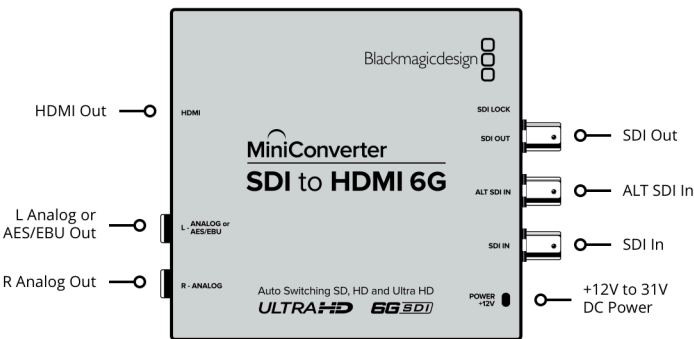 Blackmagicdesign
HDMI Out
HDMI
SDI LOCK
SDI OUT
SDI Out
MiniConverter
SDI to HDMI 6G
ALT SDI IN
ALT SDI In
L Analog or
AES/EBU Out
L - ANALOG or
AES/EBU
SDI IN
SDI In
R Analog Out
R - ANALOG
Auto Switching SD, HD and Ultra HD
ULTRAHD 6G SDI
POWER
+12V
+12V to 31V
DC Power